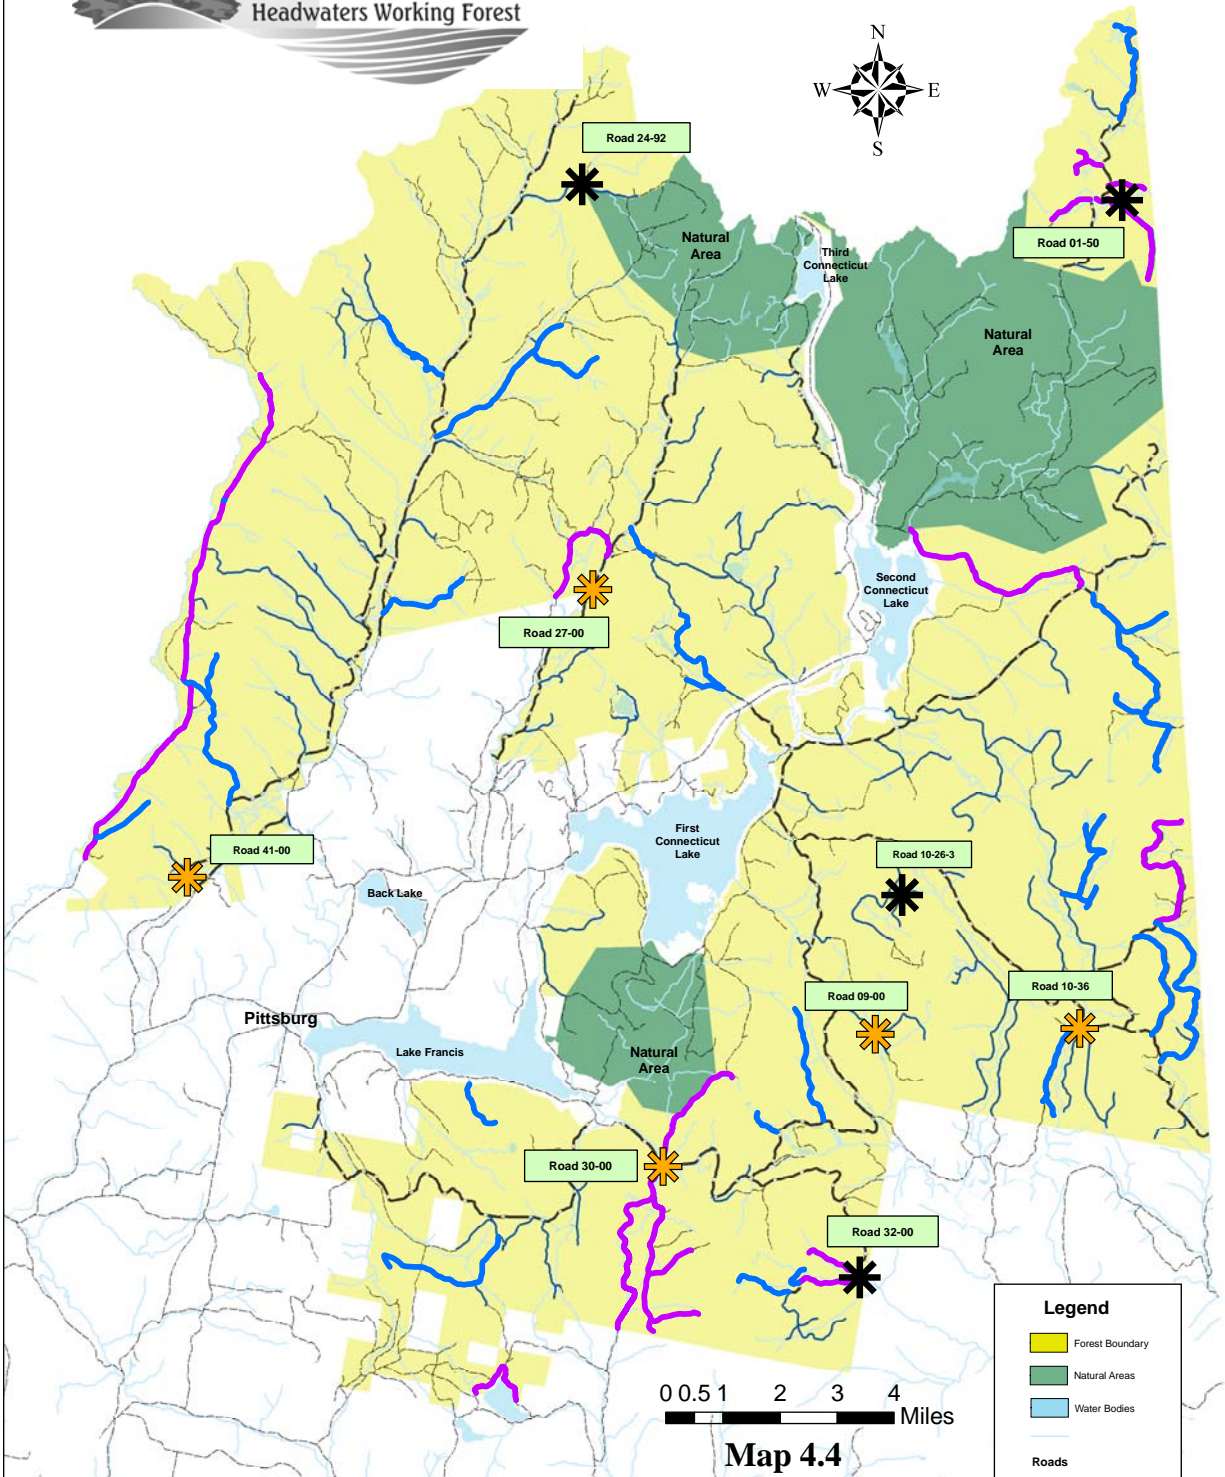 Headwaters Working Forest
N
W
E
S
Road 24-92
Road 01-50
Natural
Area
Third
Connecticut
Lake
Natural
Area
Second
Connecticut
Lake
Road 27-00
First
Connecticut
Lake
Road 41-00
Road 10-26-3
Back Lake
Road 09-00
Road 10-36
Pittsburg
Lake Francis
Natural
Area
Road 30-00
Road 32-00
Legend
Forest Boundary
Natural Areas
Water Bodies
Roads
0 0.5 1 2 3 4
Miles
Map 4.4